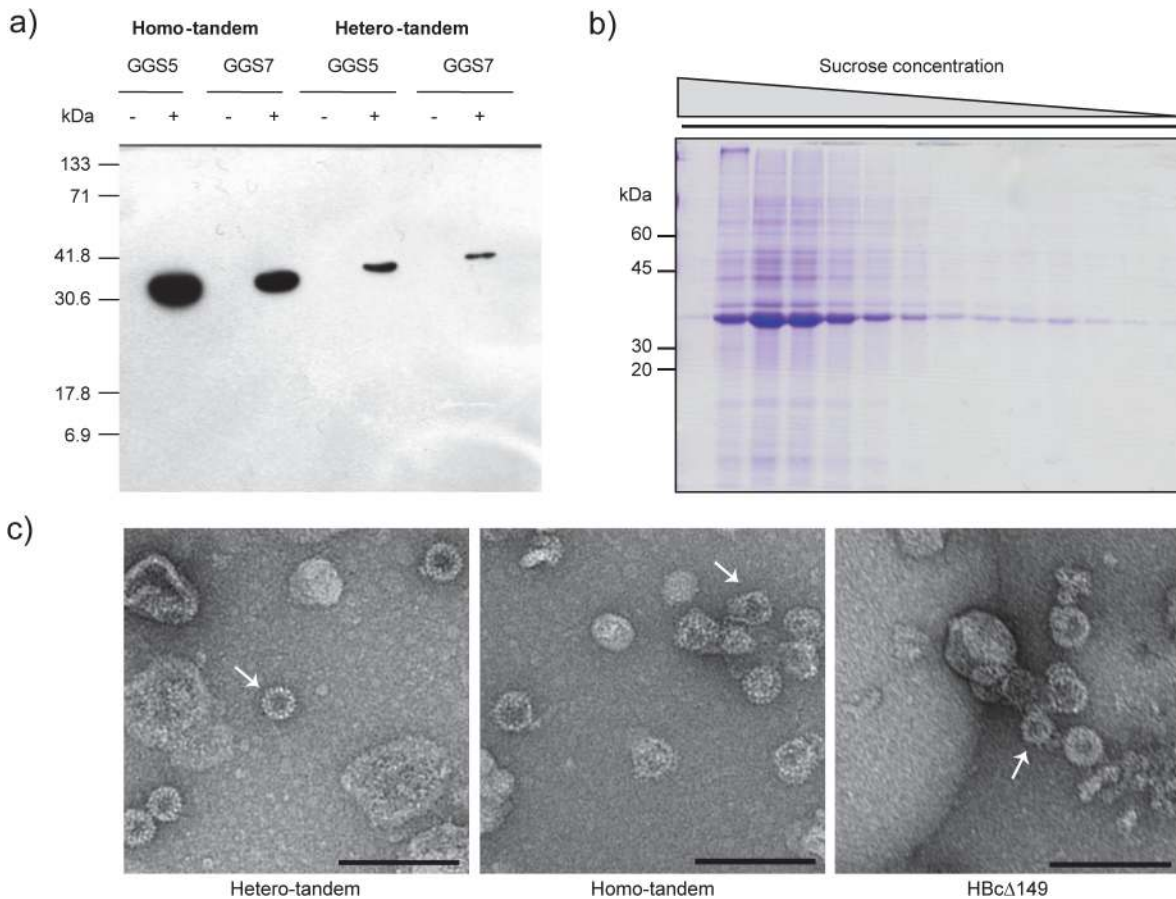 a)
Homo-tandem Hetero-tandem
GGS5 GGS7 GGS5 GGS7
kDa - + - + - + - +
133
71
41.8
30.6
17.8
6.9
b)
Sucrose concentration
kDa
60
45
30
20
c)
Hetero-tandem Homo-tandem HBcΔ149